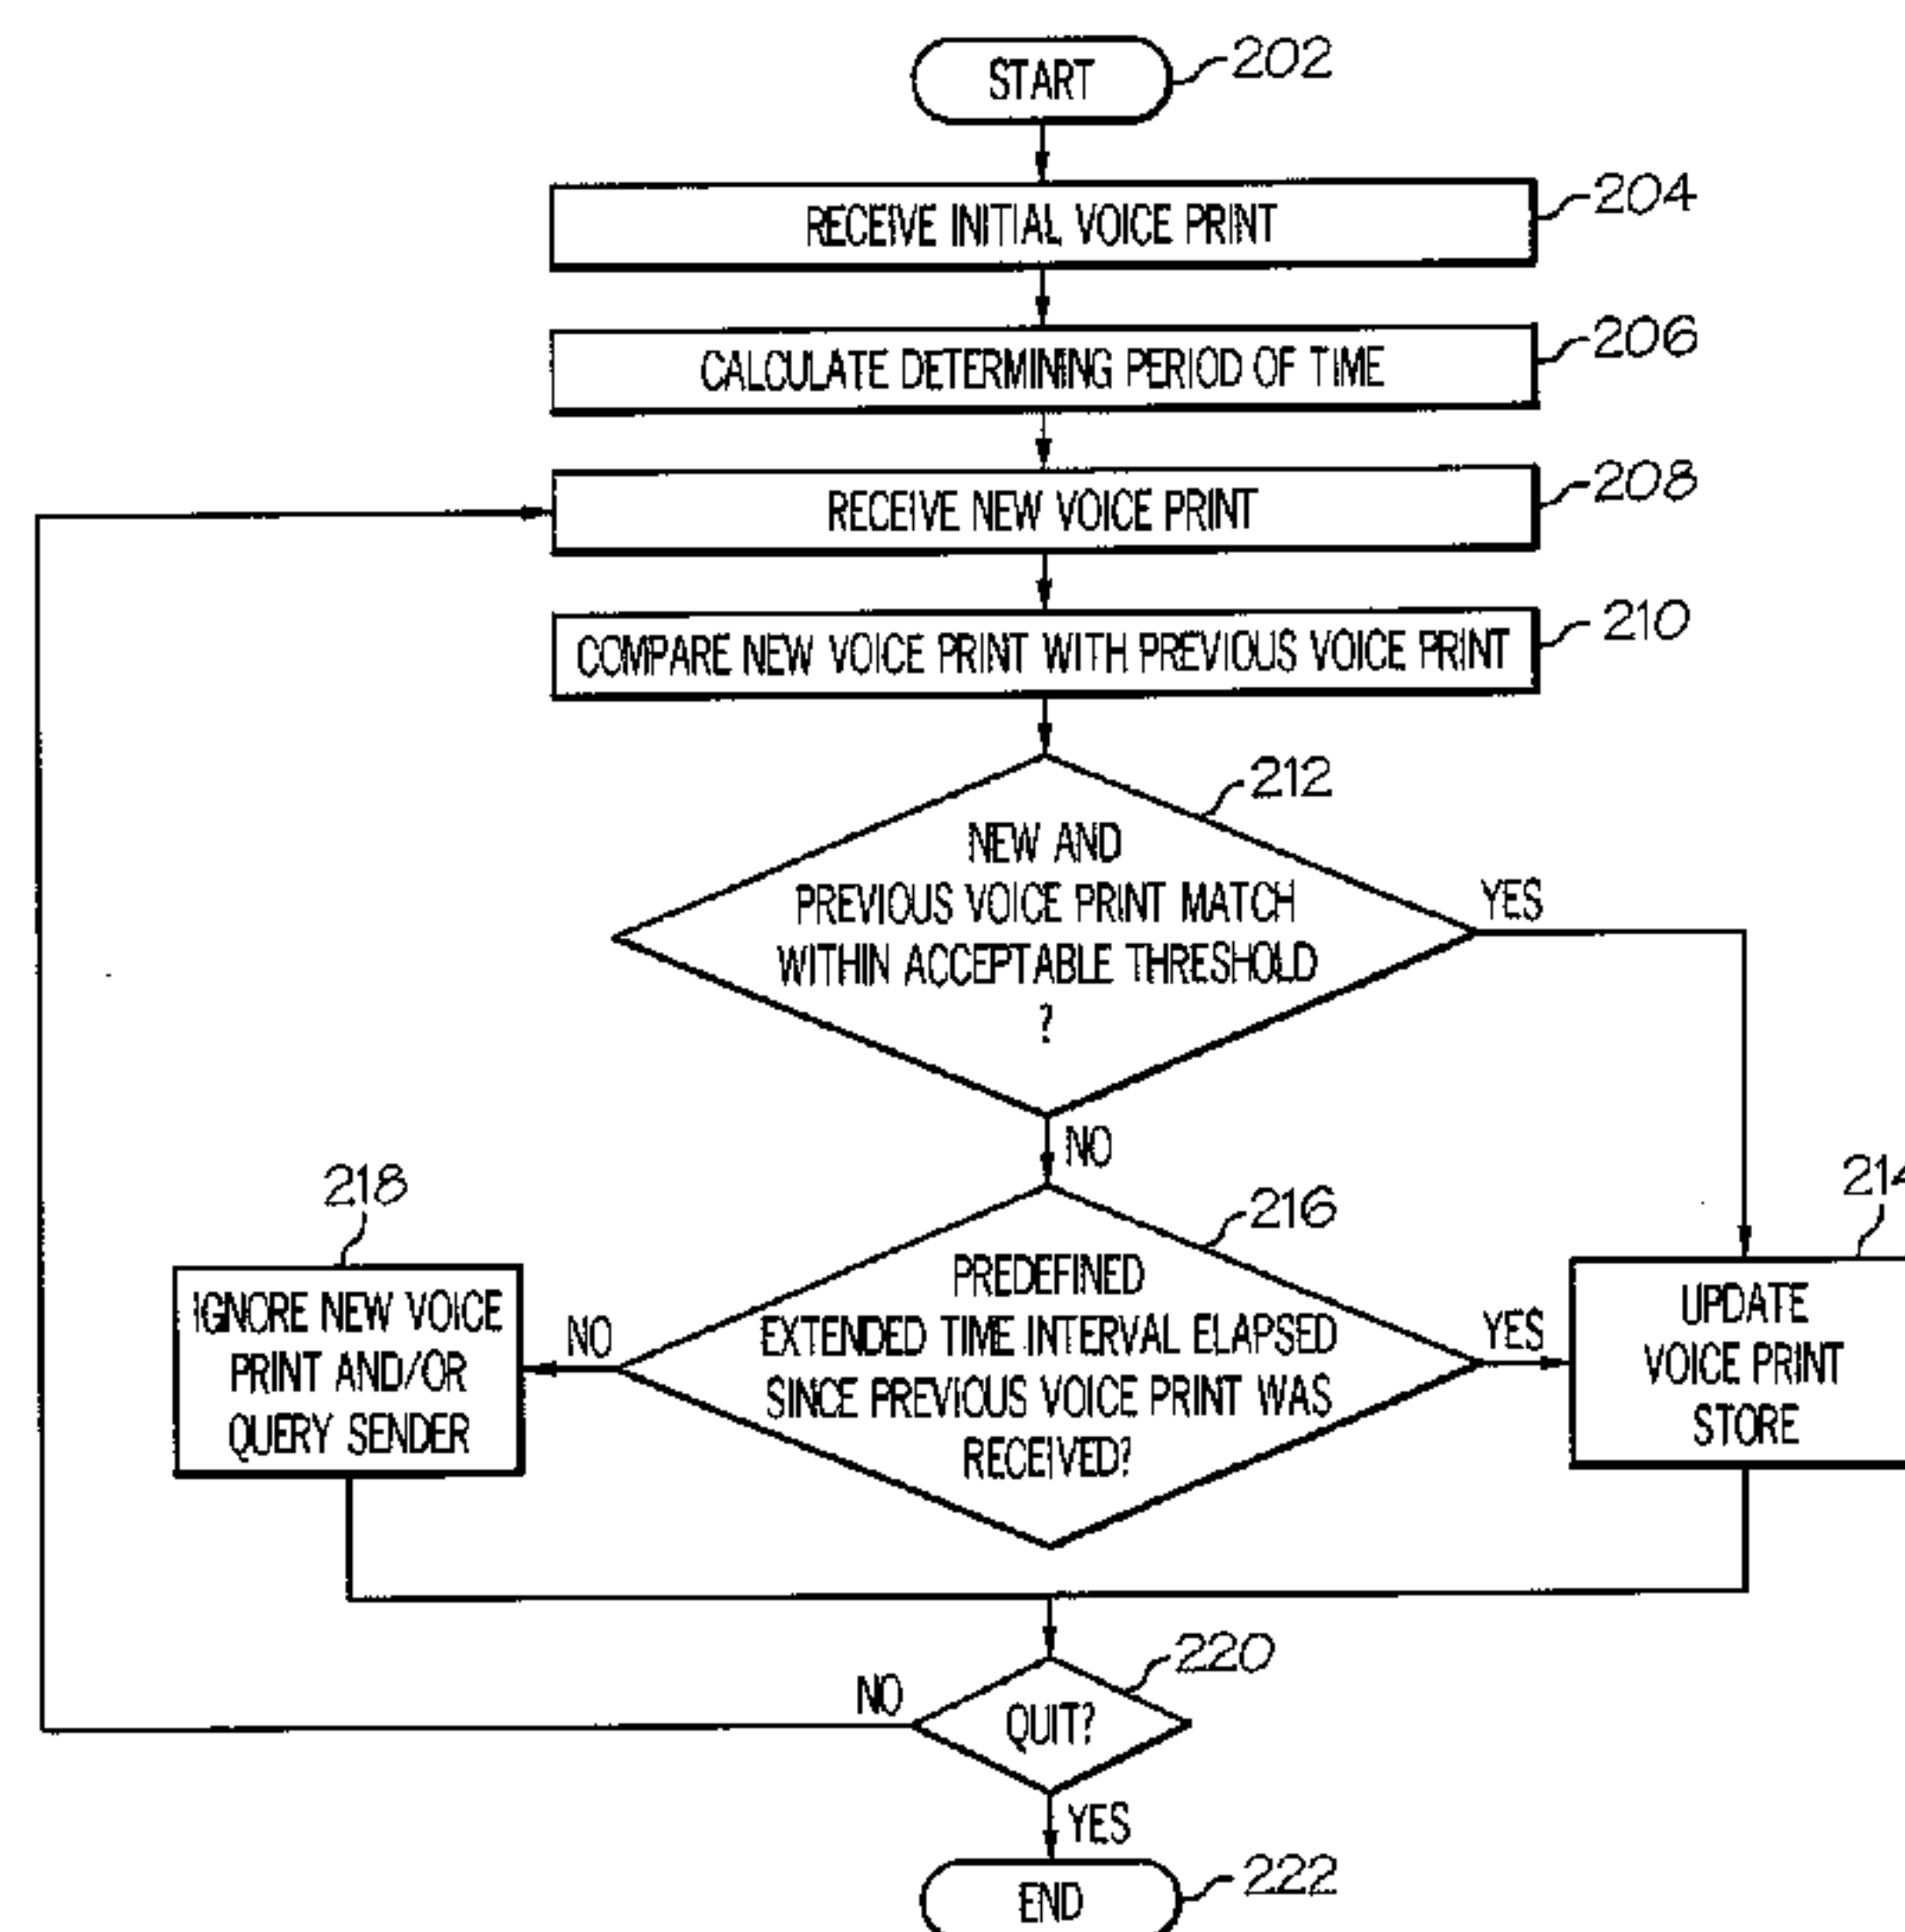 START
202
RECEIVE INITIAL VOICE PRINT
204
CALCULATE DETERMINING PERIOD OF TIME
206
RECEIVE NEW VOICE PRINT
208
COMPARE NEW VOICE PRINT WITH PREVIOUS VOICE PRINT
210
212
NEW AND
PREVIOUS VOICE PRINT MATCH
WITHIN ACCEPTABLE THRESHOLD
?
YES
NO
218
216
214
IGNORE NEW VOICE
PRINT AND/OR
QUERY SENDER
NO
PREDEFINED
EXTENDED TIME INTERVAL ELAPSED
SINCE PREVIOUS VOICE PRINT WAS
RECEIVED?
YES
UPDATE
VOICE PRINT
STORE
220
NO
QUIT?
YES
END
222